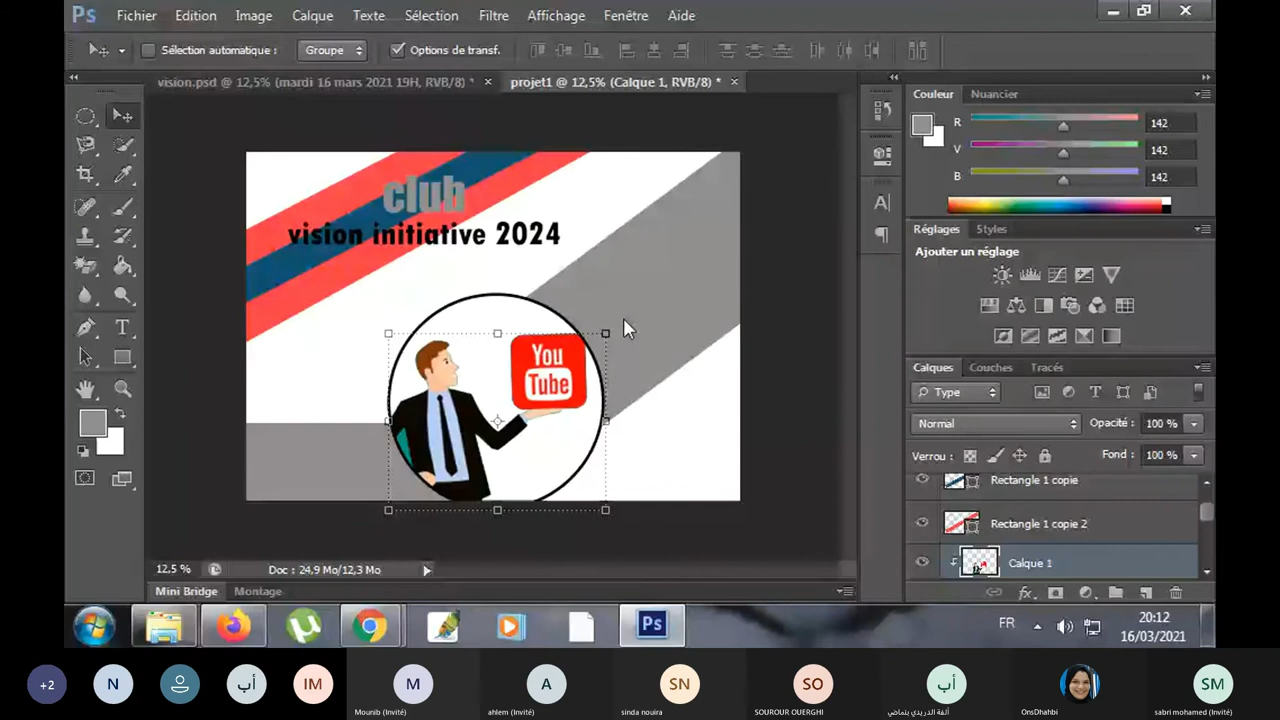 Ps Fichier Edition Image Calque Texte Sélection Filtre Affichage Fenêtre Aide
Sélection automatique : Groupe Options de transf.
vision.psd @ 12,5% (mardi 16 mars 2021 19H, RVB/8) * × projet1 @ 12,5% (Calque 1, RVB/8) * ×
Couleur Nuancier
R 142
V 142
B 142
club
vision initiative 2024
Réglages Styles
Ajouter un réglage
You
Tube
Calques Couches Tracés
Type
Normal Opacité : 100 %
Verrou : Fond : 100 %
Rectangle 1 copie
Rectangle 1 copie 2
Calque 1
12,5 % Doc : 24,9 Mo/12,3 Mo
Mini Bridge Montage
Ps FR 20:12
16/03/2021
+2 N أب IM M A SN SO أب SM
Mounib (Invité) ahlem (Invité) sinda nouira SOUROUR OUERGHI ألفة الدريدي بنماضي OnsDhahbi sabri mohamed (Invité)